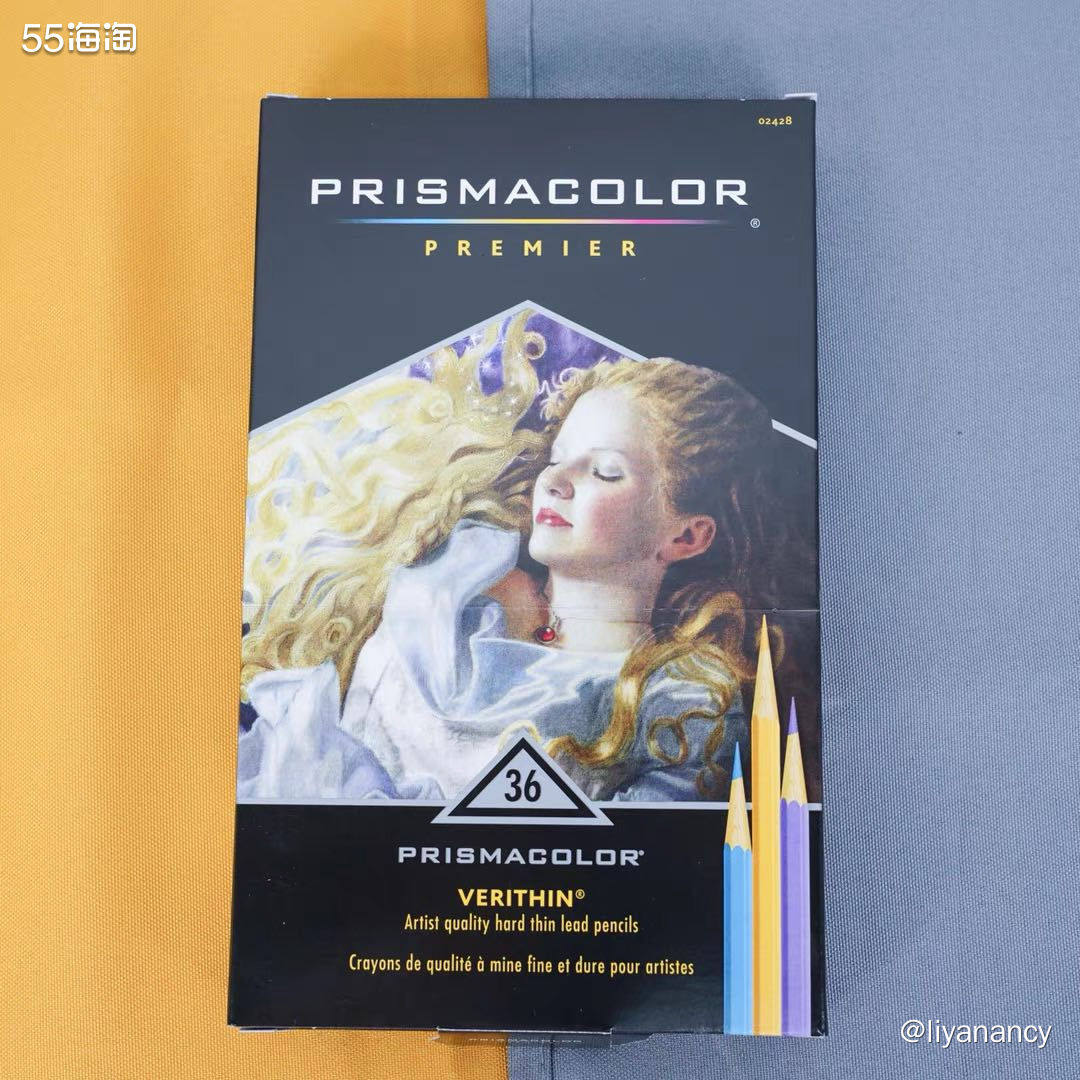 55海淘
02428
PRISMACOLOR®
PREMIER
36
PRISMACOLOR®
VERITHIN®
Artist quality hard thin lead pencils
Crayons de qualité à mine fine et dure pour artistes
PRISMACOLOR
@liyanancy